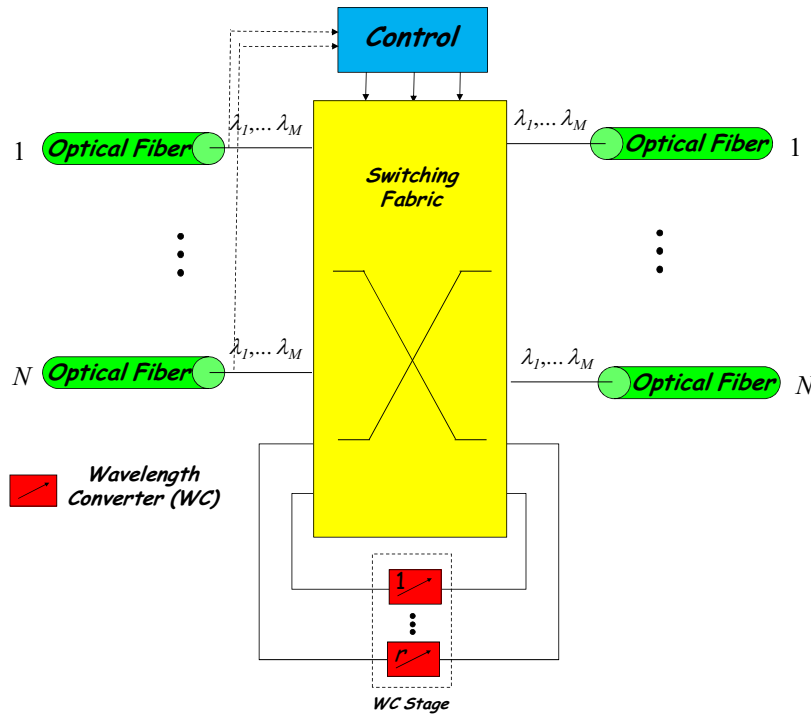 Control
λ1,... λM
λ1,... λM
1
Optical Fiber
Optical Fiber
1
Switching
Fabric
λ1,... λM
λ1,... λM
N
Optical Fiber
Optical Fiber
N
Wavelength
Converter (WC)
1
r
WC Stage